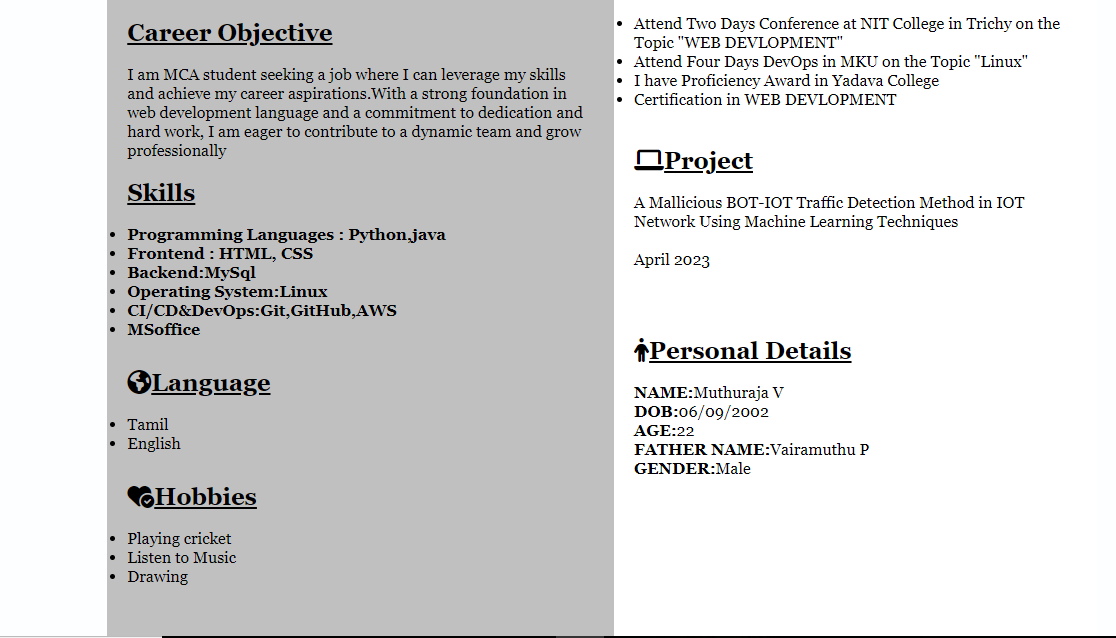 Career Objective
I am MCA student seeking a job where I can leverage my skills
and achieve my career aspirations.With a strong foundation in
web development language and a commitment to dedication and
hard work, I am eager to contribute to a dynamic team and grow
professionally
Skills
Programming Languages : Python,java
Frontend : HTML, CSS
Backend:MySql
Operating System:Linux
CI/CD&DevOps:Git,GitHub,AWS
MSoffice
Language
Tamil
English
Hobbies
Playing cricket
Listen to Music
Drawing
Attend Two Days Conference at NIT College in Trichy on the
Topic "WEB DEVLOPMENT"
Attend Four Days DevOps in MKU on the Topic "Linux"
I have Proficiency Award in Yadava College
Certification in WEB DEVLOPMENT
Project
A Mallicious BOT-IOT Traffic Detection Method in IOT
Network Using Machine Learning Techniques
April 2023
Personal Details
NAME:Muthuraja V
DOB:06/09/2002
AGE:22
FATHER NAME:Vairamuthu P
GENDER:Male